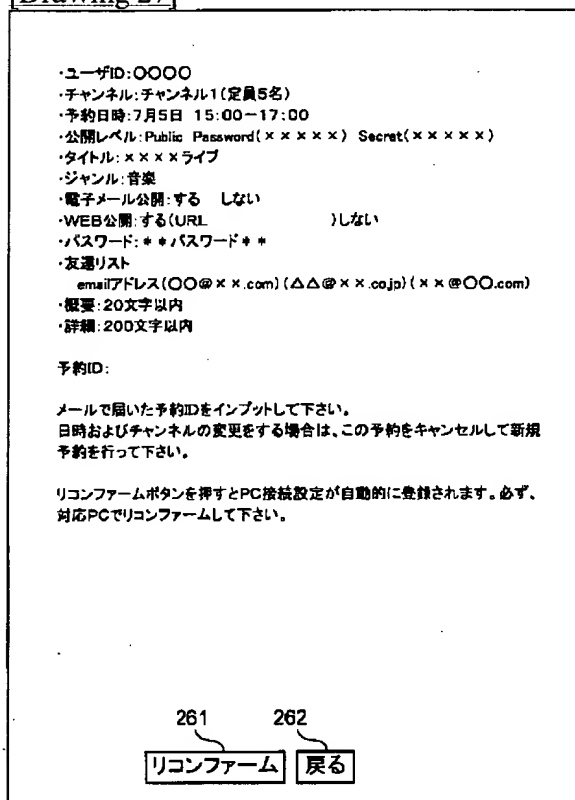 [Drawing 27]
・ユーザID:〇〇〇〇
・チャンネル:チャンネル1(定員5名)
・予約日時:7月5日 15:00−17:00
・公開レベル:Public Password(×××××) Secret(×××××)
・タイトル:××××ライブ
・ジャンル:音楽
・電子メール公開:する しない
・WEB公開:する(URL )しない
・パスワード:**パスワード**
・友達リスト
emailアドレス(〇〇@××.com)(△△@××.co.jp)(××@〇〇.com)
・概要:20文字以内
・詳細:200文字以内
予約ID:
メールで届いた予約IDをインプットして下さい。
日時およびチャンネルの変更をする場合は、この予約をキャンセルして新規
予約を行って下さい。
リコンファームボタンを押すとPC接続設定が自動的に登録されます。必ず、
対応PCでリコンファームして下さい。
261 262
リコンファーム 戻る